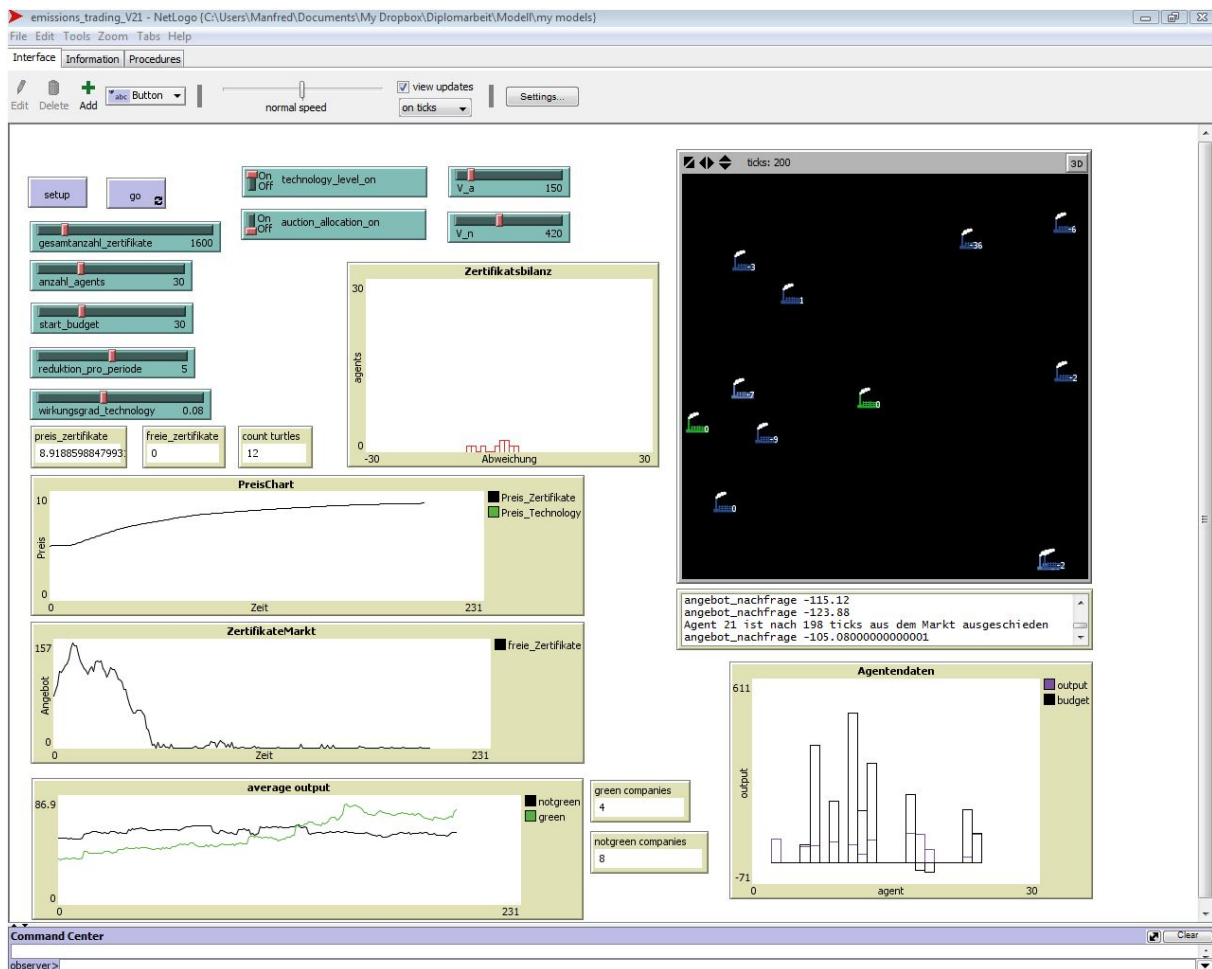 emissions_trading_V21 - NetLogo {C:\Users\Manfred\Documents\My Dropbox\Diplomarbeit\Modell\my models}
File Edit Tools Zoom Tabs Help
Interface Information Procedures
Edit Delete Add abc Button normal speed view updates on ticks Settings...
setup go
On Off technology_level_on
On Off auction_allocation_on
V_a 150
V_n 420
gesamtanzahl_zertifikate 1600
anzahl_agents 30
start_budget 30
reduktion_pro_periode 5
wirkungsgrad_technology 0.08
preis_zertifikate
8.918859884799
freie_zertifikate
0
count turtles
12
Zertifikatsbilanz
30
agents
0
-30 Abweichung 30
PreisChart
10
Preis
0
0 Zeit 231
Preis_Zertifikate
Preis_Technology
ZertifikateMarkt
157
Angebot
0
0 Zeit 231
freie_Zertifikate
average output
86.9
0
0 231
notgreen
green
green companies
4
notgreen companies
8
ticks: 200 3D
-6
-36
-3
1
-2
-7
0
0
-9
0
-2
angebot_nachfrage -115.12
angebot_nachfrage -123.88
Agent 21 ist nach 198 ticks aus dem Markt ausgeschieden
angebot_nachfrage -105.08000000000001
Agentendaten
611
output
-71
0 agent 30
output
budget
Command Center Clear
observer>